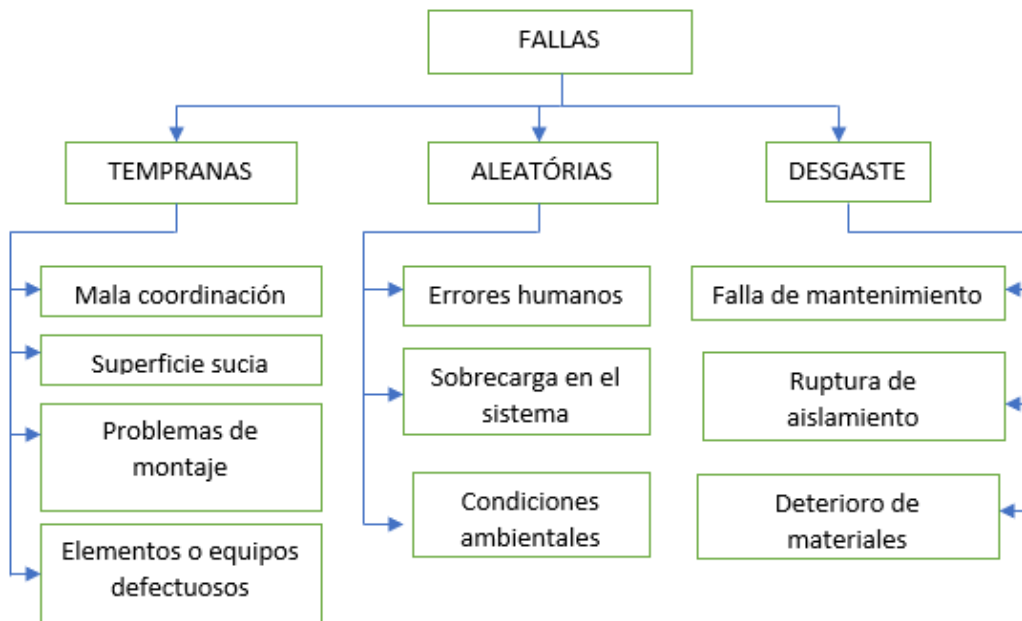 FALLAS
TEMPRANAS
ALEATÓRIAS
DESGASTE
Mala coordinación
Superficie sucia
Problemas de
montaje
Elementos o equipos
defectuosos
Errores humanos
Sobrecarga en el
sistema
Condiciones
ambientales
Falla de mantenimiento
Ruptura de
aislamiento
Deterioro de
materiales